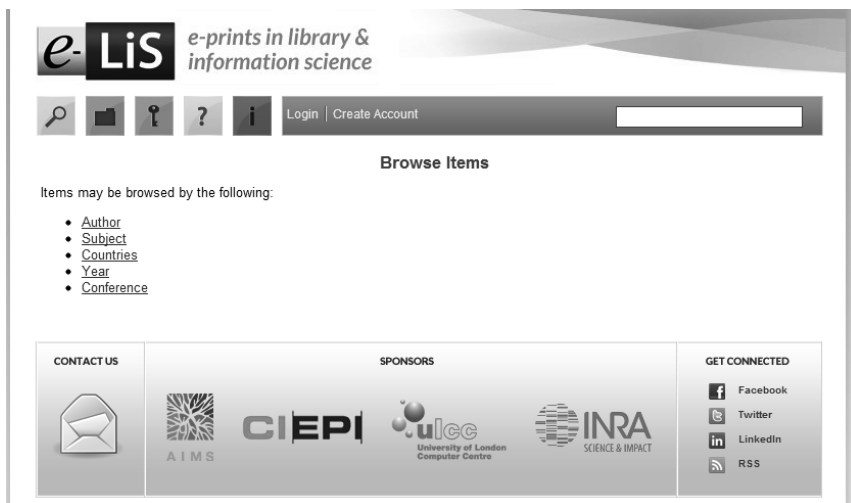 e-LiS e-prints in library &
information science
? i Login | Create Account
Browse Items
Items may be browsed by the following:
• Author
• Subject
• Countries
• Year
• Conference
CONTACT US SPONSORS GET CONNECTED
f Facebook
Twitter
in LinkedIn
RSS
AIMS
CIEPI
ulcc
University of London
Computer Centre
INRA
SCIENCE & IMPACT